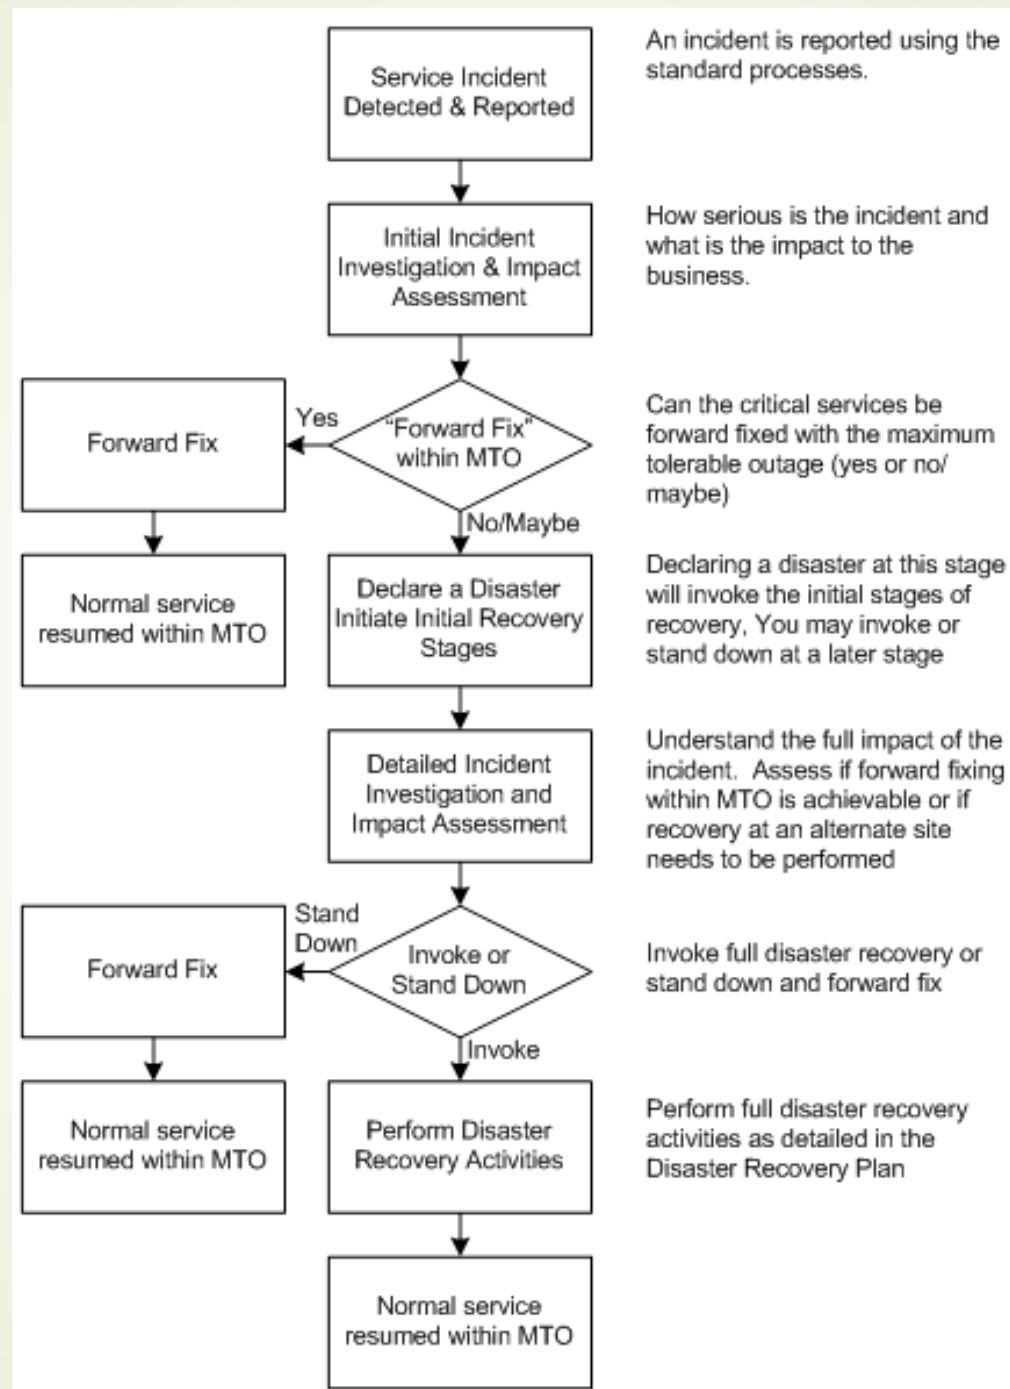 Service Incident
Detected & Reported
An incident is reported using the
standard processes.
Initial Incident
Investigation & Impact
Assessment
How serious is the incident and
what is the impact to the
business.
Forward Fix
Yes
“Forward Fix”
within MTO
No/Maybe
Can the critical services be
forward fixed with the maximum
tolerable outage (yes or no/
maybe)
Normal service
resumed within MTO
Declare a Disaster
Initiate Initial Recovery
Stages
Declaring a disaster at this stage
will invoke the initial stages of
recovery, You may invoke or
stand down at a later stage
Detailed Incident
Investigation and
Impact Assessment
Understand the full impact of the
incident. Assess if forward fixing
within MTO is achievable or if
recovery at an alternate site
needs to be performed
Forward Fix
Stand
Down
Invoke or
Stand Down
Invoke
Invoke full disaster recovery or
stand down and forward fix
Normal service
resumed within MTO
Perform Disaster
Recovery Activities
Perform full disaster recovery
activities as detailed in the
Disaster Recovery Plan
Normal service
resumed within MTO